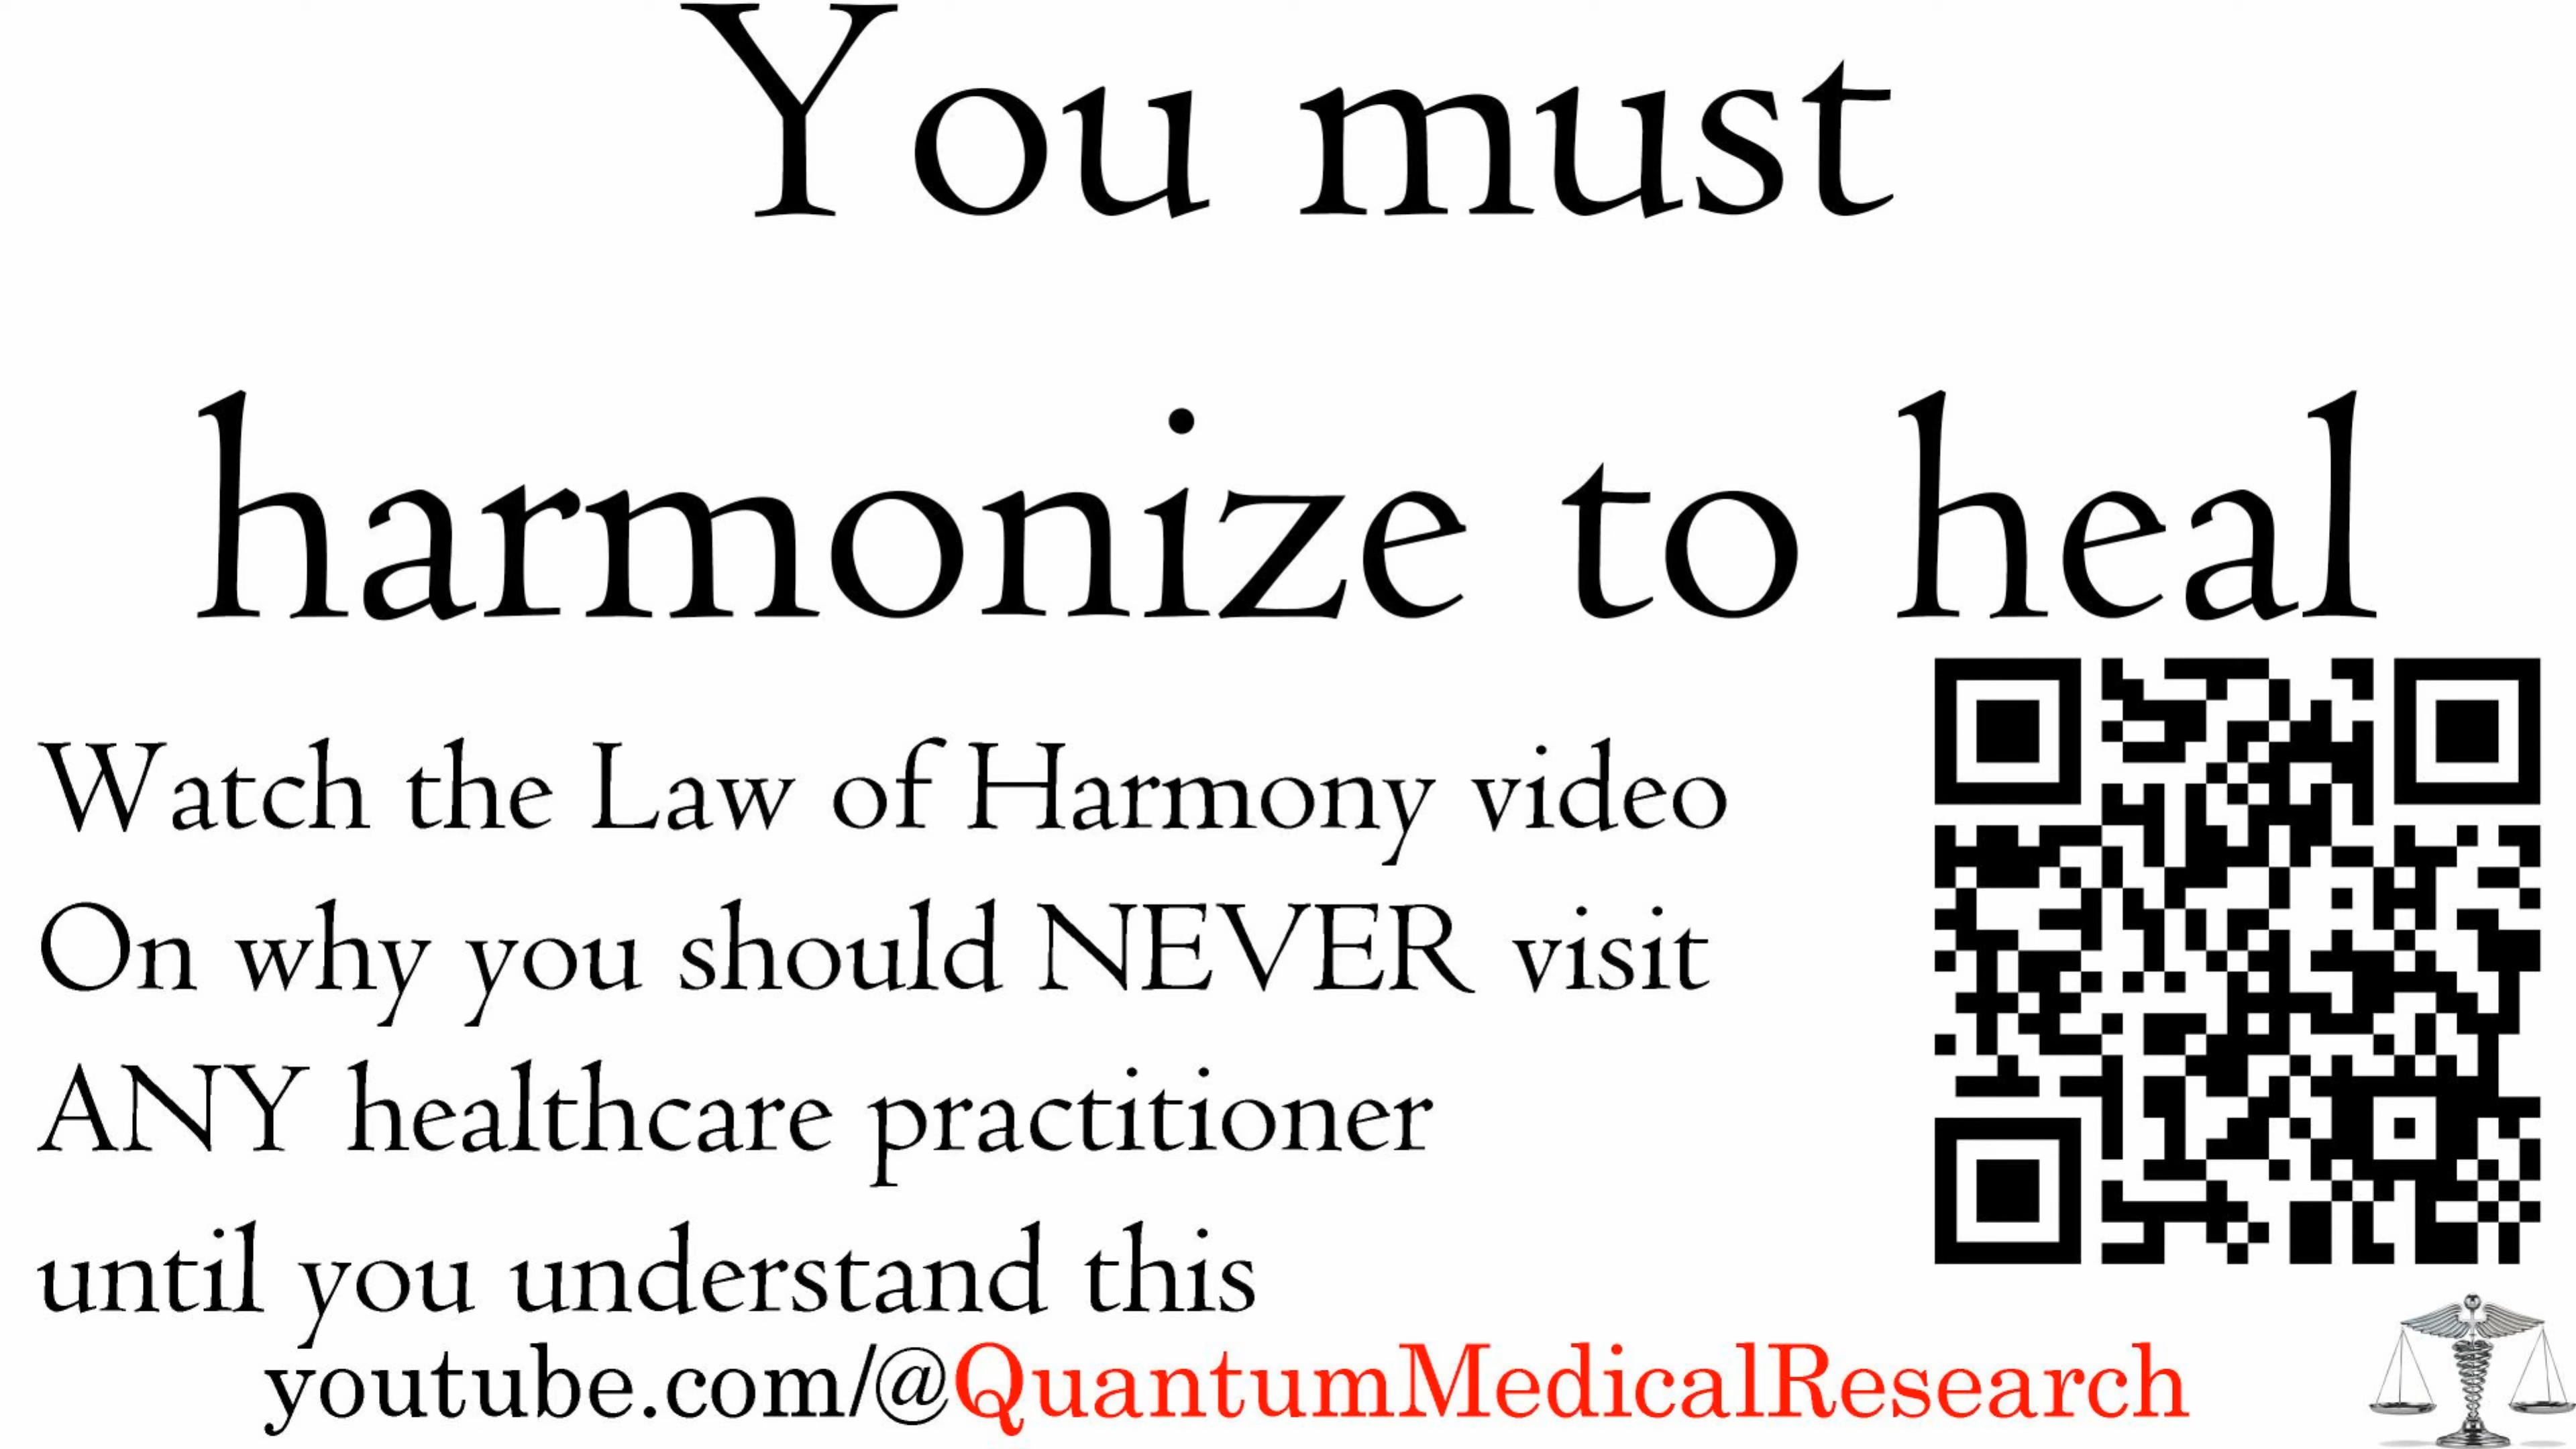 You must
harmonize to heal
Watch the Law of Harmony video
On why you should NEVER visit
ANY healthcare practitioner
until you understand this
youtube.com/@QuantumMedicalResearch